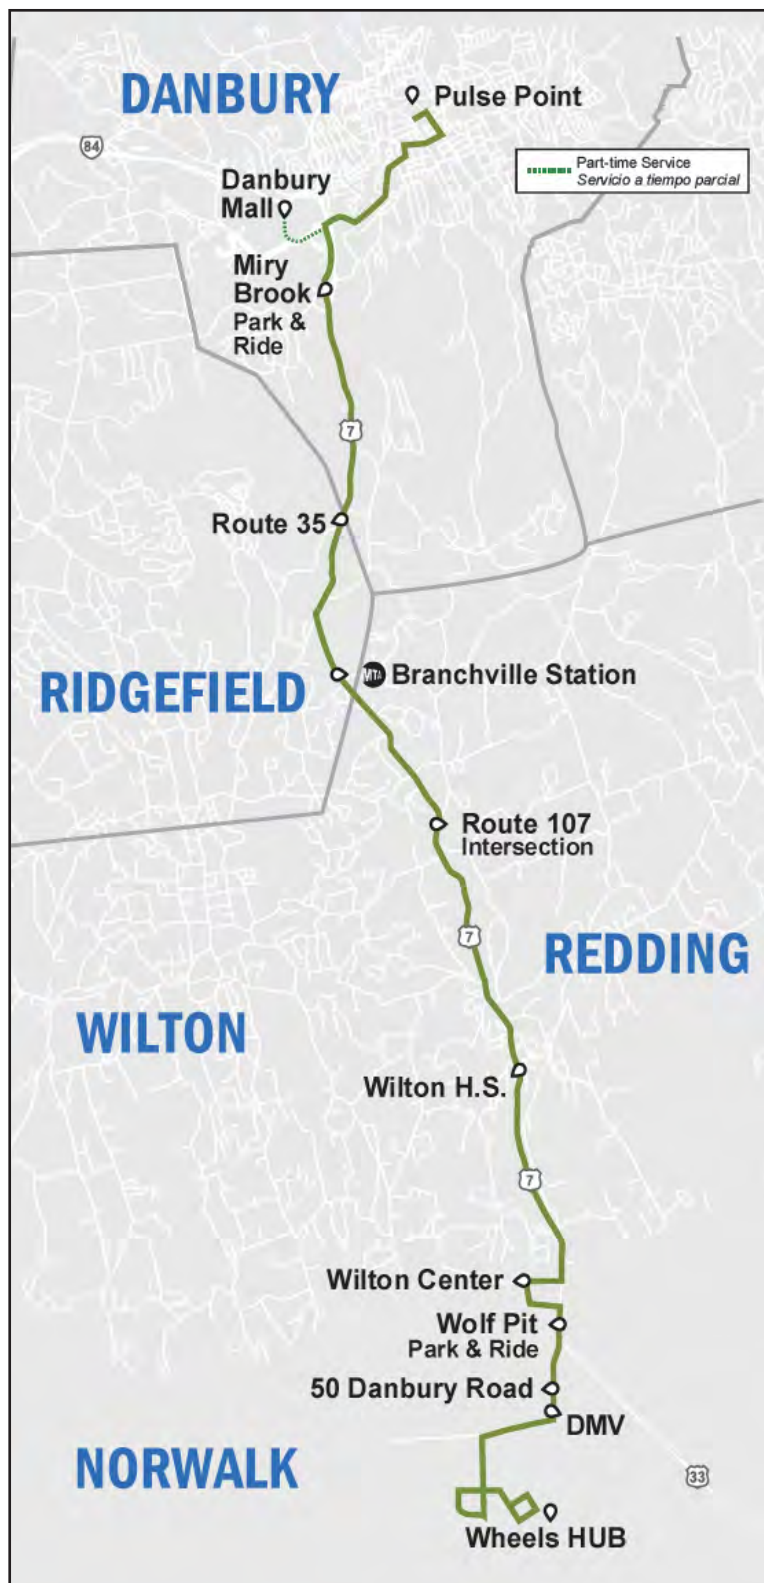 DANBURY
Pulse Point
84
Part-time Service
Servicio a tiempo parcial
Danbury
Mall
Miry
Brook
Park &
Ride
7
Route 35
RIDGEFIELD
MTA
Branchville Station
Route 107
Intersection
7
REDDING
WILTON
Wilton H.S.
7
Wilton Center
Wolf Pit
Park & Ride
50 Danbury Road
DMV
NORWALK
33
Wheels HUB